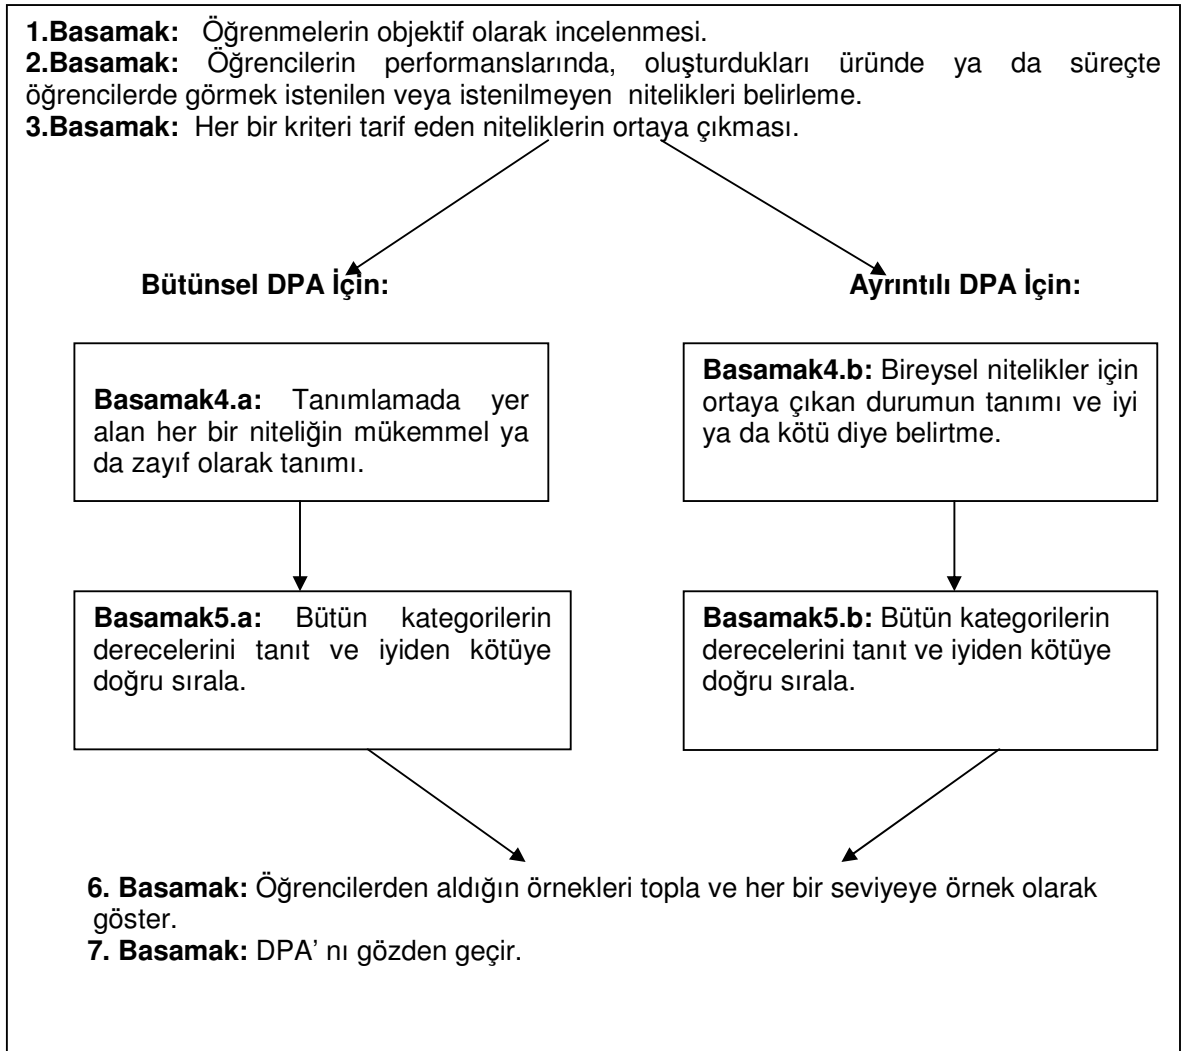 1.Basamak: Öğrenmelerin objektif olarak incelenmesi.
2.Basamak: Öğrencilerin performanslarında, oluşturdukları üründe ya da süreçte
öğrencilerde görmek istenilen veya istenilmeyen nitelikleri belirleme.
3.Basamak: Her bir kriteri tarif eden niteliklerin ortaya çıkması.
Bütünsel DPA İçin:
Ayrıntılı DPA İçin:
Basamak4.a: Tanımlamada yer
alan her bir niteliğin mükemmel ya
da zayıf olarak tanımı.
Basamak4.b: Bireysel nitelikler için
ortaya çıkan durumun tanımı ve iyi
ya da kötü diye belirtme.
Basamak5.a: Bütün kategorilerin
derecelerini tanıt ve iyiden kötüye
doğru sırala.
Basamak5.b: Bütün kategorilerin
derecelerini tanıt ve iyiden kötüye
doğru sırala.
6. Basamak: Öğrencilerden aldığın örnekleri topla ve her bir seviyeye örnek olarak
göster.
7. Basamak: DPA’ nı gözden geçir.